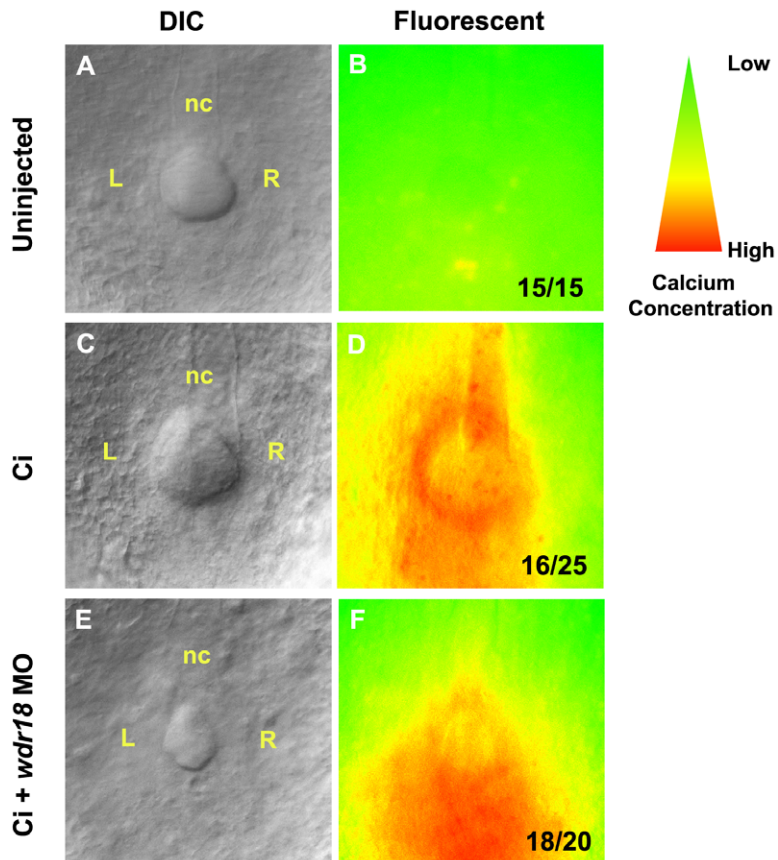 DIC
Fluorescent
Uninjected
A
nc
L
R
B
15/15
Low
High
Calcium
Concentration
Ci
C
nc
L
R
D
16/25
Ci + wdr18 MO
E
nc
L
R
F
18/20